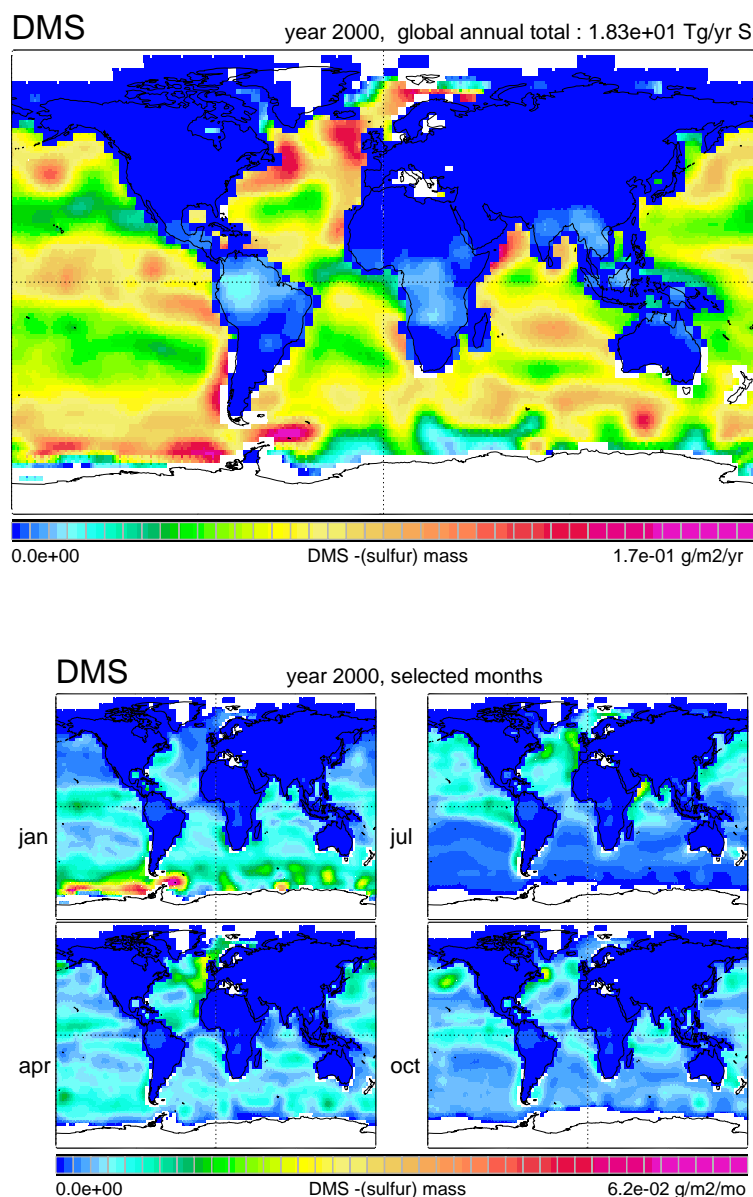 DMS year 2000, global annual total : 1.83e+01 Tg/yr S
0.0e+00 DMS -(sulfur) mass 1.7e-01 g/m2/yr
DMS year 2000, selected months
jan jul
apr oct
0.0e+00 DMS -(sulfur) mass 6.2e-02 g/m2/mo